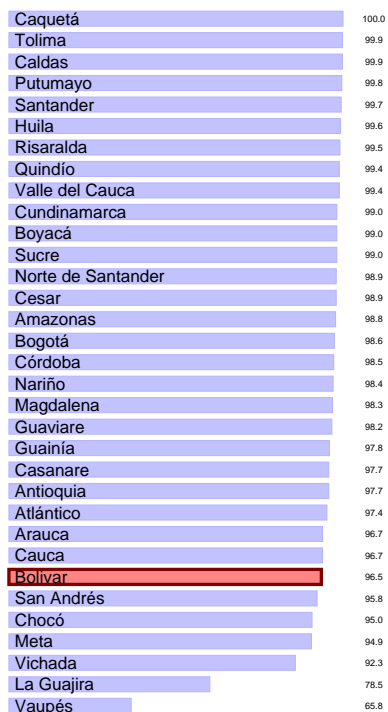 Caquetá 100.0
Tolima 99.9
Caldas 99.9
Putumayo 99.8
Santander 99.7
Huila 99.6
Risaralda 99.5
Quindío 99.4
Valle del Cauca 99.4
Cundinamarca 99.0
Boyacá 99.0
Sucre 99.0
Norte de Santander 98.9
Cesar 98.9
Amazonas 98.8
Bogotá 98.6
Córdoba 98.5
Nariño 98.4
Magdalena 98.3
Guaviare 98.2
Guainía 97.8
Casanare 97.7
Antioquia 97.7
Atlántico 97.4
Arauca 96.7
Cauca 96.7
Bolivar 96.5
San Andrés 95.8
Chocó 95.0
Meta 94.9
Vichada 92.3
La Guajira 78.5
Vaupés 65.8